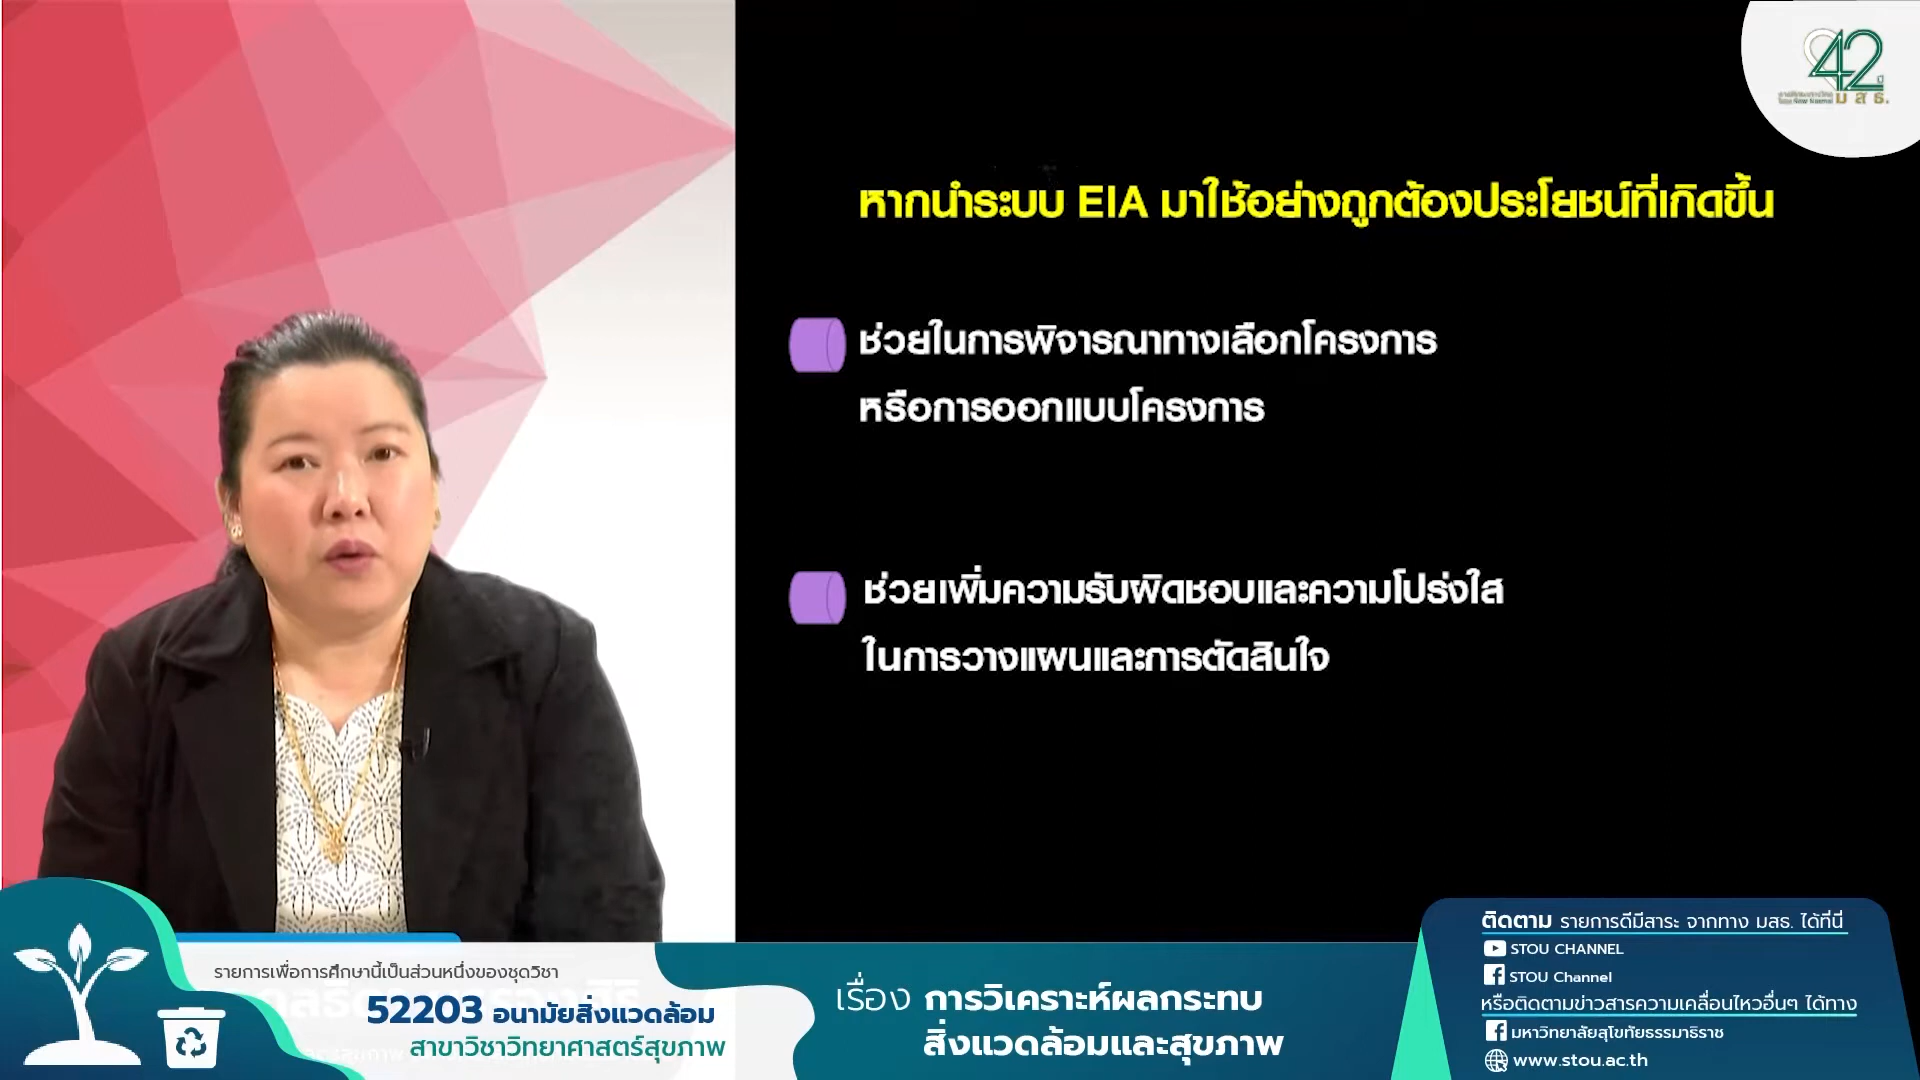 42
ปี
ม ส ธ.
หากนำระบบ EIA มาใช้อย่างถูกต้องประโยชน์ที่เกิดขึ้น
ช่วยในการพิจารณาทางเลือกโครงการ
หรือการออกแบบโครงการ
ช่วยเพิ่มความรับผิดชอบและความโปร่งใส
ในการวางแผนและการตัดสินใจ
รายการเพื่อการศึกษานี้เป็นส่วนหนึ่งของชุดวิชา
52203 อนามัยสิ่งแวดล้อม
สาขาวิชาวิทยาศาสตร์สุขภาพ
เรื่อง การวิเคราะห์ผลกระทบ
สิ่งแวดล้อมและสุขภาพ
ติดตาม รายการดีมีสาระ จากทาง มสธ. ได้ที่นี่
STOU CHANNEL
STOU Channel
หรือติดตามข่าวสารความเคลื่อนไหวอื่นๆ ได้ทาง
มหาวิทยาลัยสุโขทัยธรรมาธิราช
www.stou.ac.th